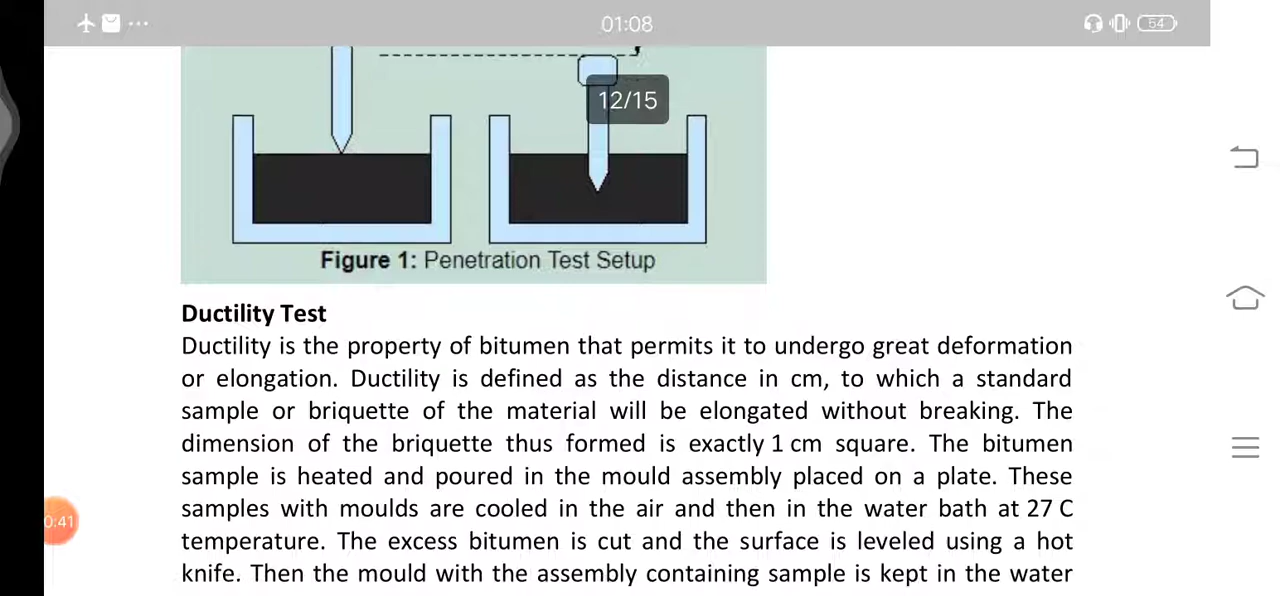 01:08
54
12/15
Figure 1: Penetration Test Setup
Ductility Test
Ductility is the property of bitumen that permits it to undergo great deformation
or elongation. Ductility is defined as the distance in cm, to which a standard
sample or briquette of the material will be elongated without breaking. The
dimension of the briquette thus formed is exactly 1 cm square. The bitumen
sample is heated and poured in the mould assembly placed on a plate. These
samples with moulds are cooled in the air and then in the water bath at 27 C
temperature. The excess bitumen is cut and the surface is leveled using a hot
knife. Then the mould with the assembly containing sample is kept in the water
0:41